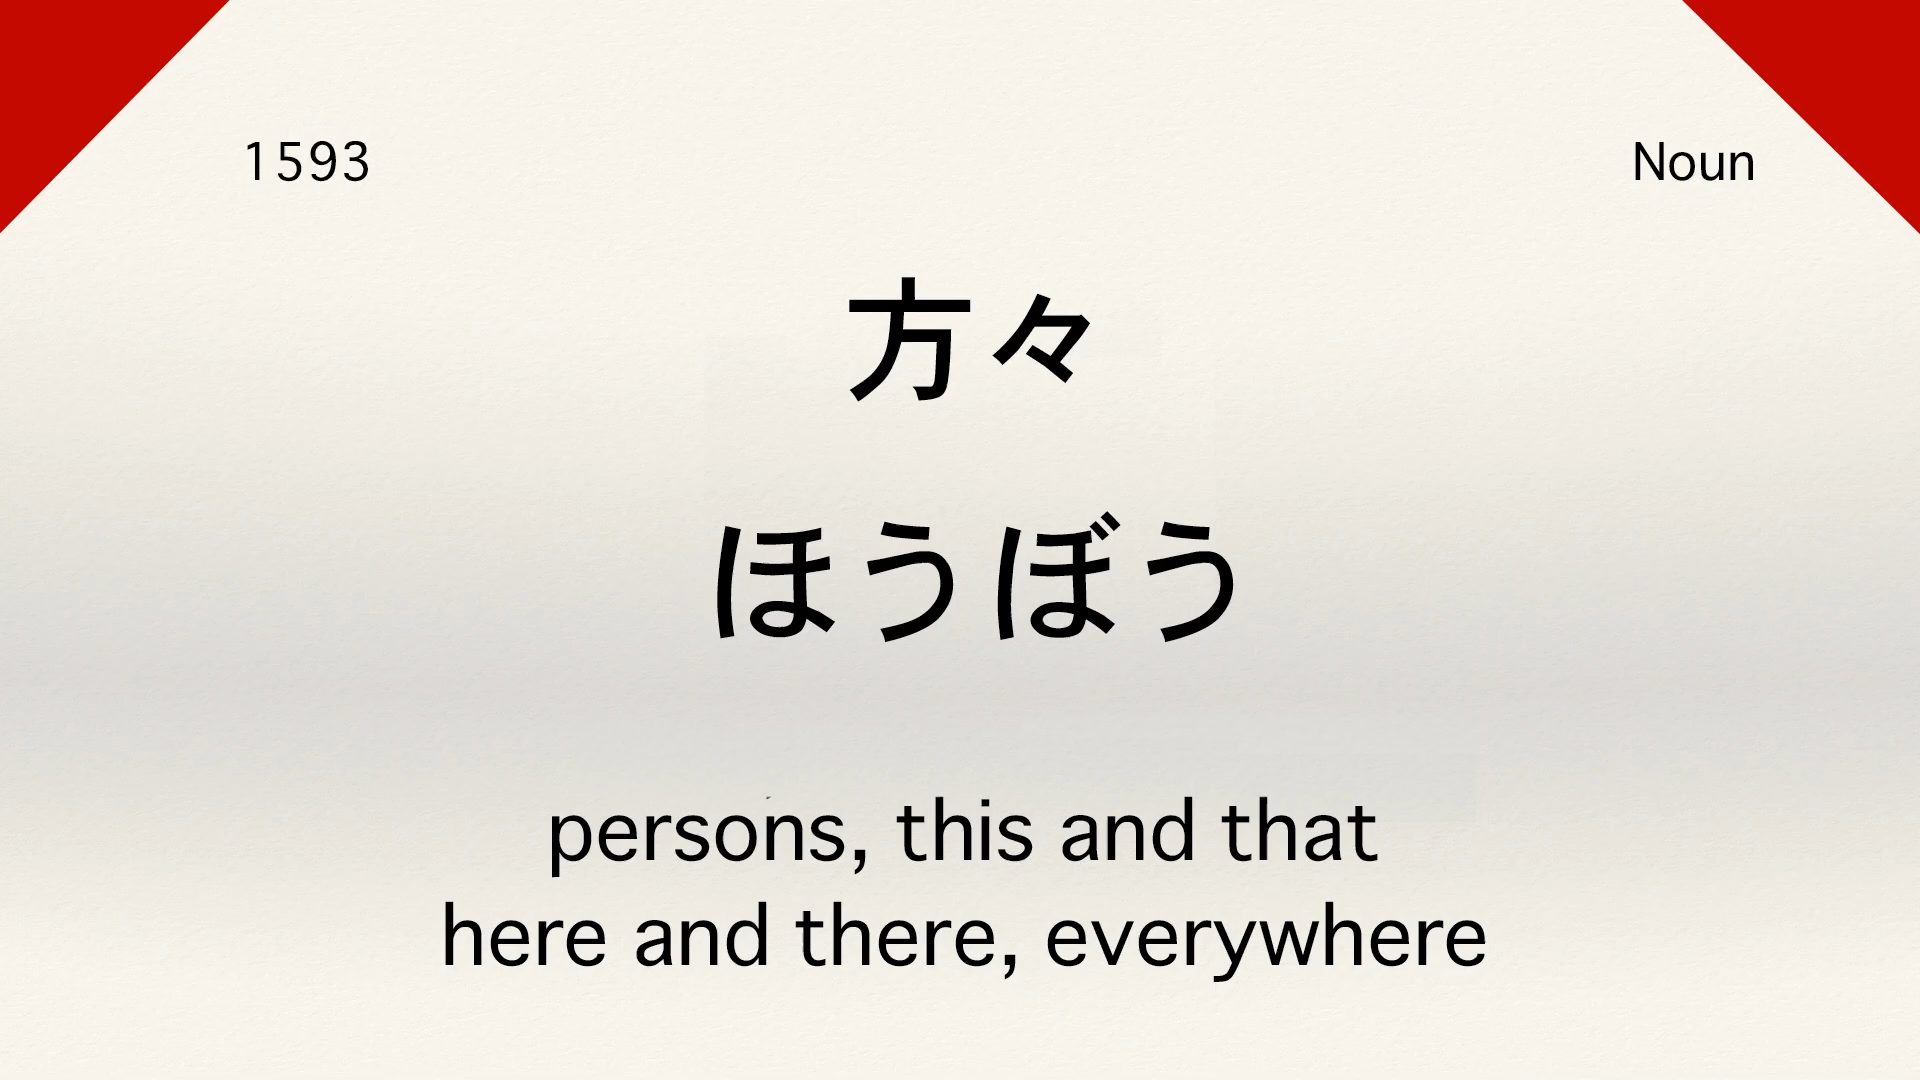 1593
Noun
方々
ほうぼう
persons, this and that
here and there, everywhere